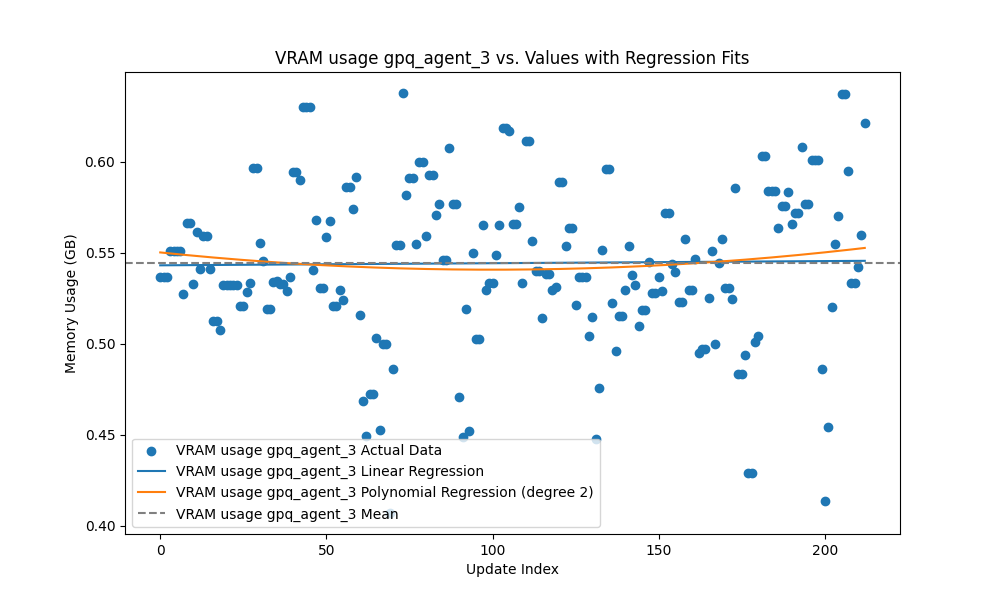 VRAM usage gpq_agent_3 vs. Values with Regression Fits
Memory Usage (GB)
0.60
0.55
0.50
0.45
0.40
VRAM usage gpq_agent_3 Actual Data
VRAM usage gpq_agent_3 Linear Regression
VRAM usage gpq_agent_3 Polynomial Regression (degree 2)
VRAM usage gpq_agent_3 Mean
0 50 100 150 200
Update Index